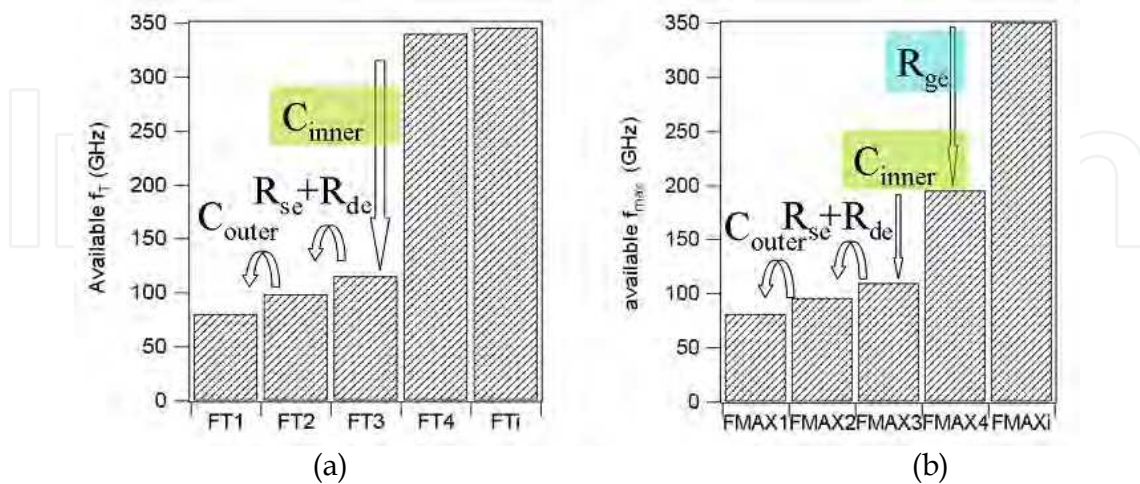 Available f_T (GHz)
350
300
250
200
150
100
50
0
C_outer
R_se+R_de
C_inner
FT1 FT2 FT3 FT4 FTi
(a)
available f_max (GHz)
350
300
250
200
150
100
50
0
R_ge
C_inner
C_outer R_se+R_de
FMAX1 FMAX2 FMAX3 FMAX4 FMAXi
(b)